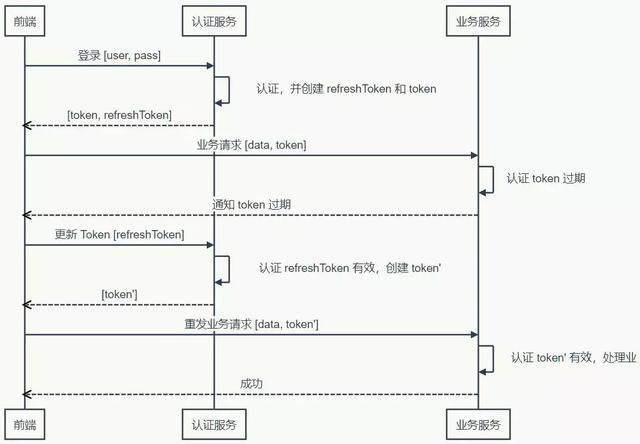 前端
认证服务
业务服务
登录 [user, pass]
认证，并创建 refreshToken 和 token
[token, refreshToken]
业务请求 [data, token]
认证 token 过期
通知 token 过期
更新 Token [refreshToken]
认证 refreshToken 有效，创建 token'
[token']
重发业务请求 [data, token']
认证 token' 有效，处理业
成功
前端
认证服务
业务服务